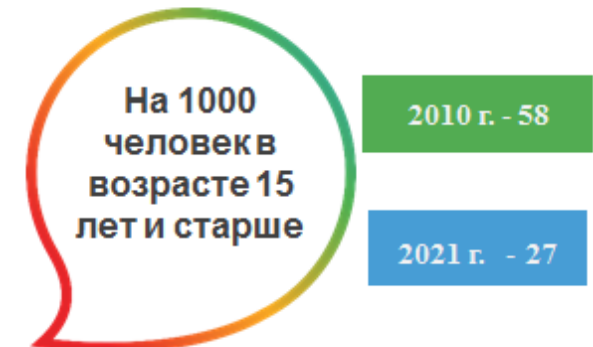 На 1000
человек в
возрасте 15
лет и старше
2010 г. - 58
2021 г. - 27